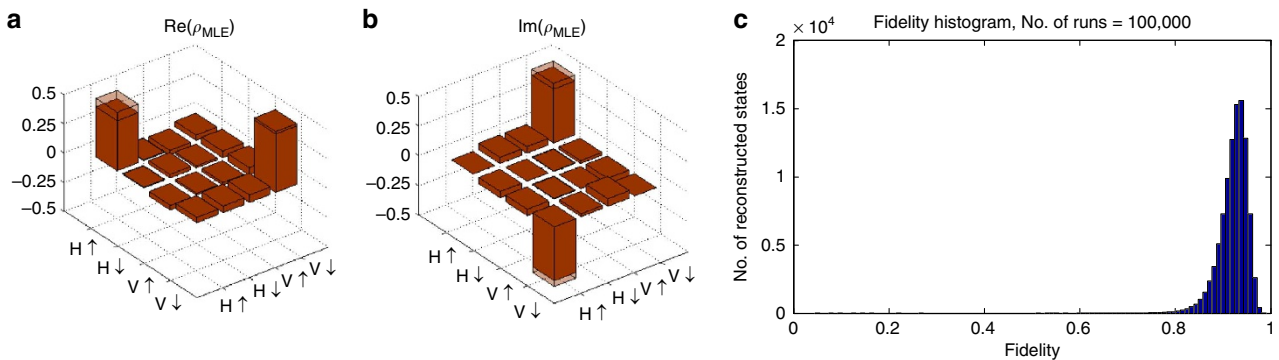 a
Re(ρMLE)
0.5
0.25
0
−0.25
−0.5
H ↑
H ↓
V ↑
V ↓
H ↑
H ↓
V ↑
V ↓
b
Im(ρMLE)
0.5
0.25
0
−0.25
−0.5
H ↑
H ↓
V ↑
V ↓
H ↑
H ↓
V ↑
V ↓
c
Fidelity histogram, No. of runs = 100,000
2 × 10⁴
1.5
1
0.5
0
No. of reconstructed states
0 0.2 0.4 0.6 0.8 1
Fidelity